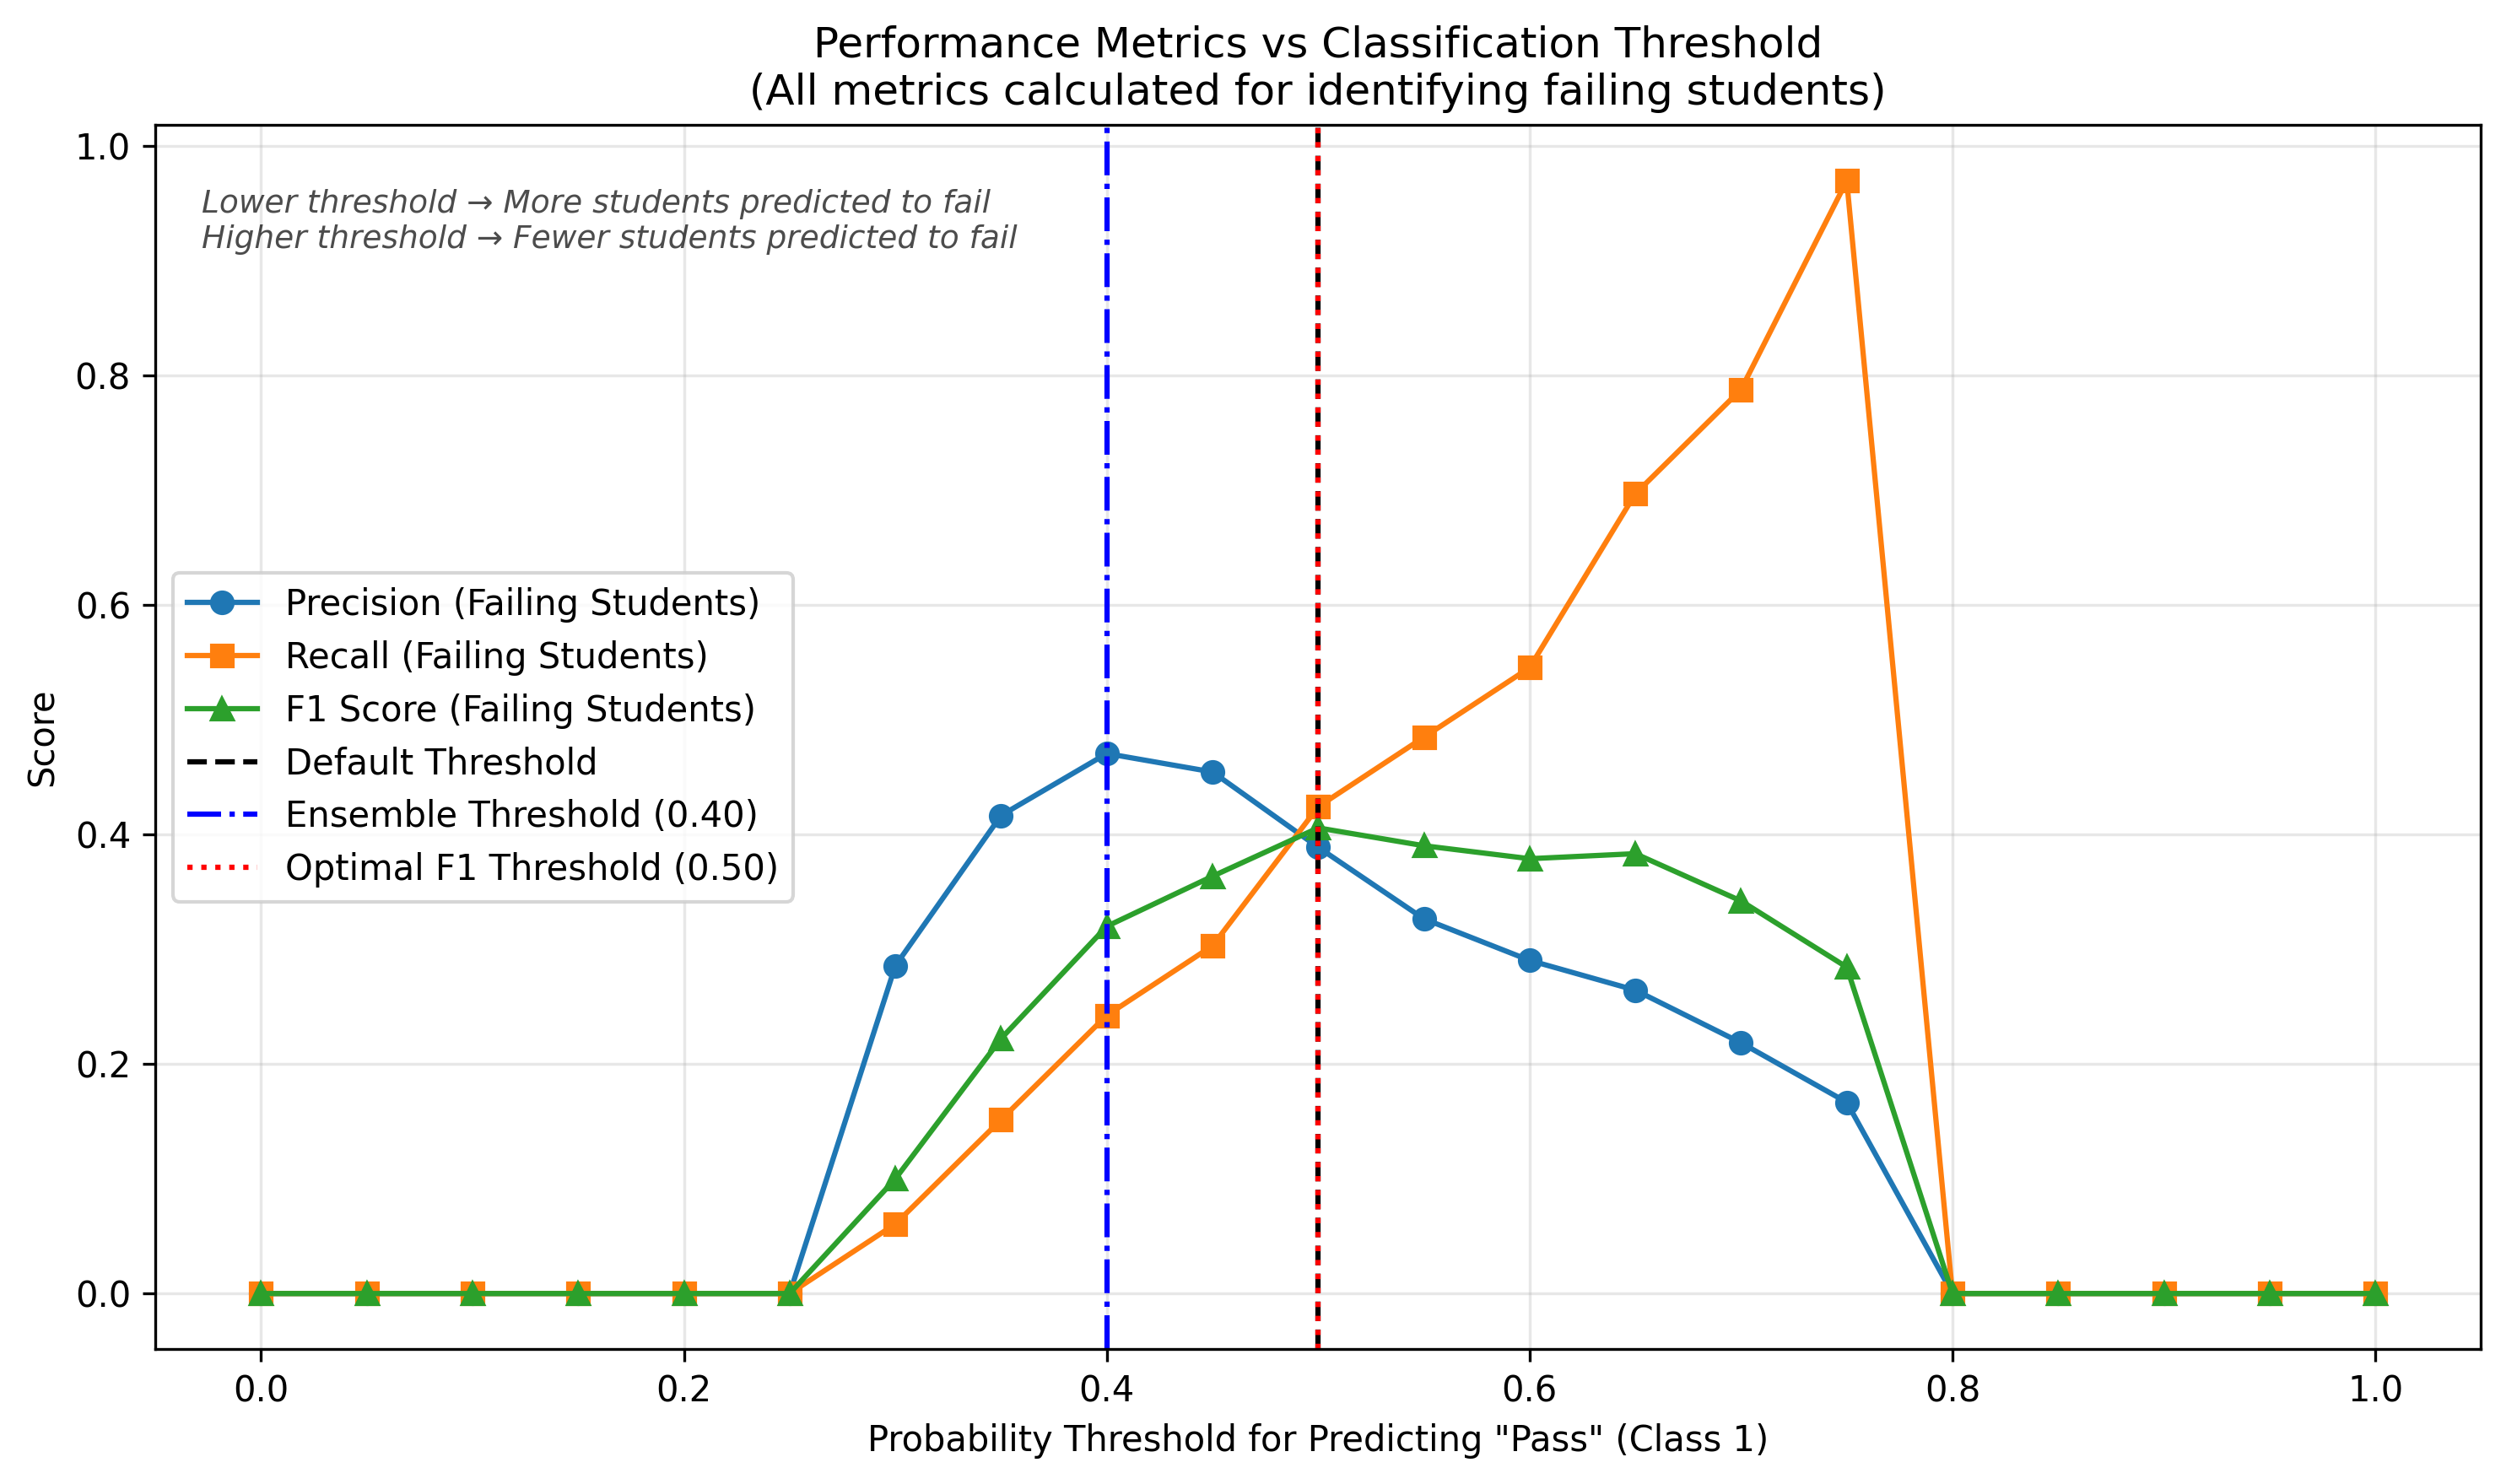 Performance Metrics vs Classification Threshold
(All metrics calculated for identifying failing students)
Lower threshold → More students predicted to fail
Higher threshold → Fewer students predicted to fail
Precision (Failing Students)
Recall (Failing Students)
F1 Score (Failing Students)
Default Threshold
Ensemble Threshold (0.40)
Optimal F1 Threshold (0.50)
Score
1.0
0.8
0.6
0.4
0.2
0.0
0.0 0.2 0.4 0.6 0.8 1.0
Probability Threshold for Predicting "Pass" (Class 1)